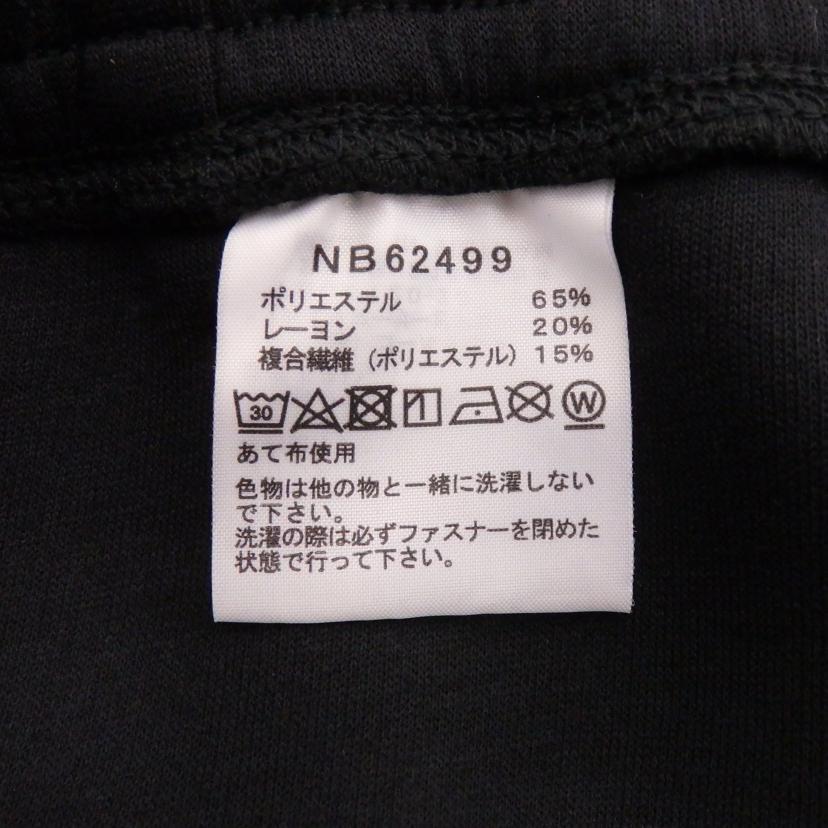 NB62499
ポリエステル 65%
レーヨン 20%
複合繊維（ポリエステル）15%
30 W
あて布使用
色物は他の物と一緒に洗濯しない
で下さい。
洗濯の際は必ずファスナーを閉めた
状態で行って下さい。